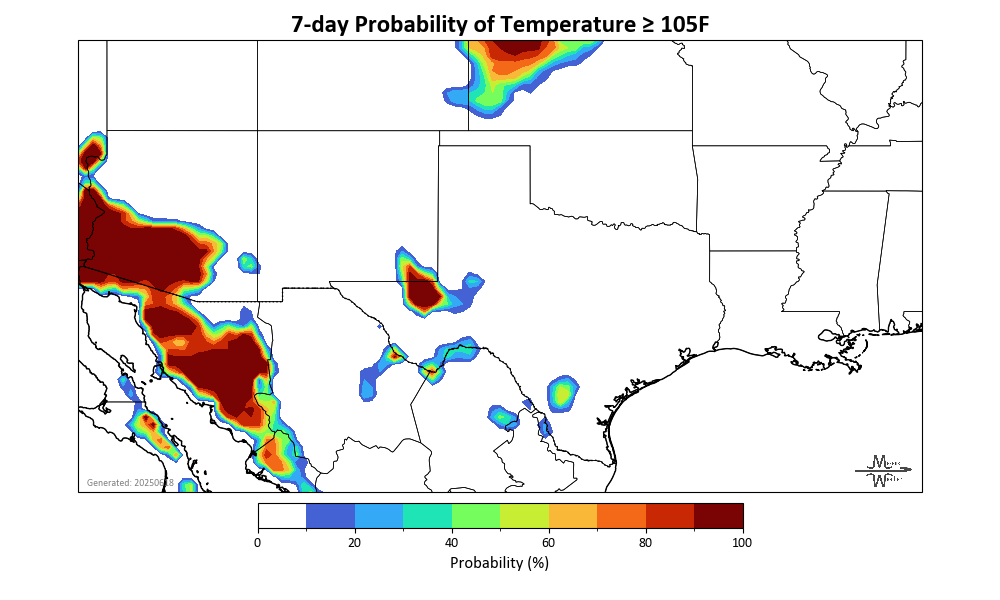 7-day Probability of Temperature ≥ 105F
Generated: 20250618
0 20 40 60 80 100
Probability (%)